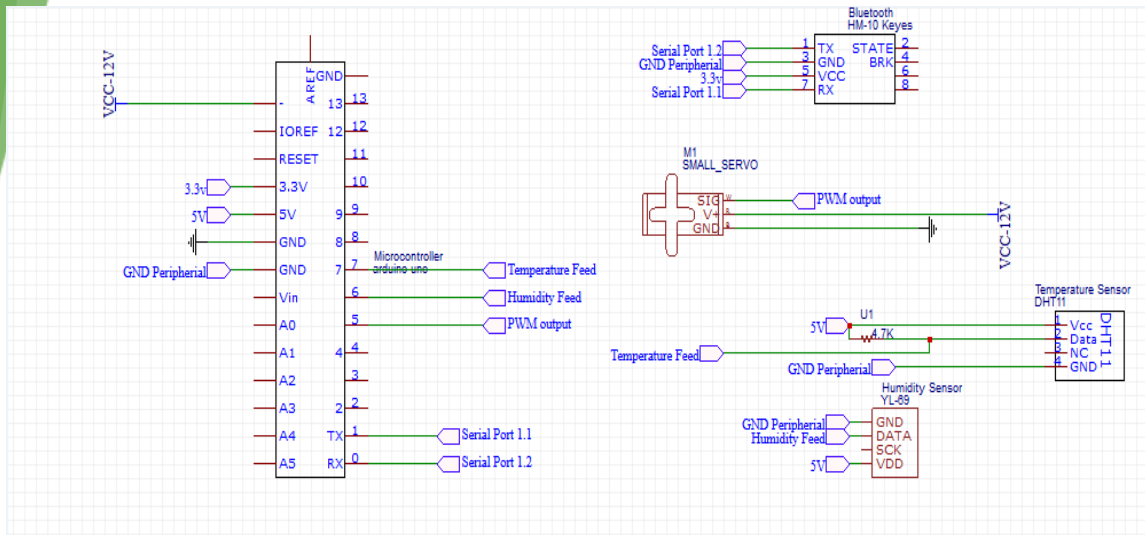 VCC-12V
AREF
GND
-
13 13
IOREF 12 12
RESET 11
10
3.3v 3.3V
5V 5V 9 9
GND 8 8
GND Peripherial GND 7 7
Microcontroller
arduino uno
Temperature Feed
Vin 6 Humidity Feed
A0 5 PWM output
A1 4 4
A2 3
A3 2 2
A4 TX 1 Serial Port 1.1
A5 RX 0 Serial Port 1.2
Bluetooth
HM-10 Keyes
Serial Port 1.2 1 TX STATE 2
GND Peripherial 3 GND BRK 4
3.3v 5 VCC 6
Serial Port 1.1 7 RX 8
M1
SMALL_SERVO
SIG PWM output
V+
GND
VCC-12V
Temperature Sensor
DHT11
U1
5V 1 Vcc
4.7K 2 Data
Temperature Feed 3 NC
GND Peripherial 4 GND
DHT11
Humidity Sensor
YL-69
GND Peripherial GND
Humidity Feed DATA
SCK
5V VDD